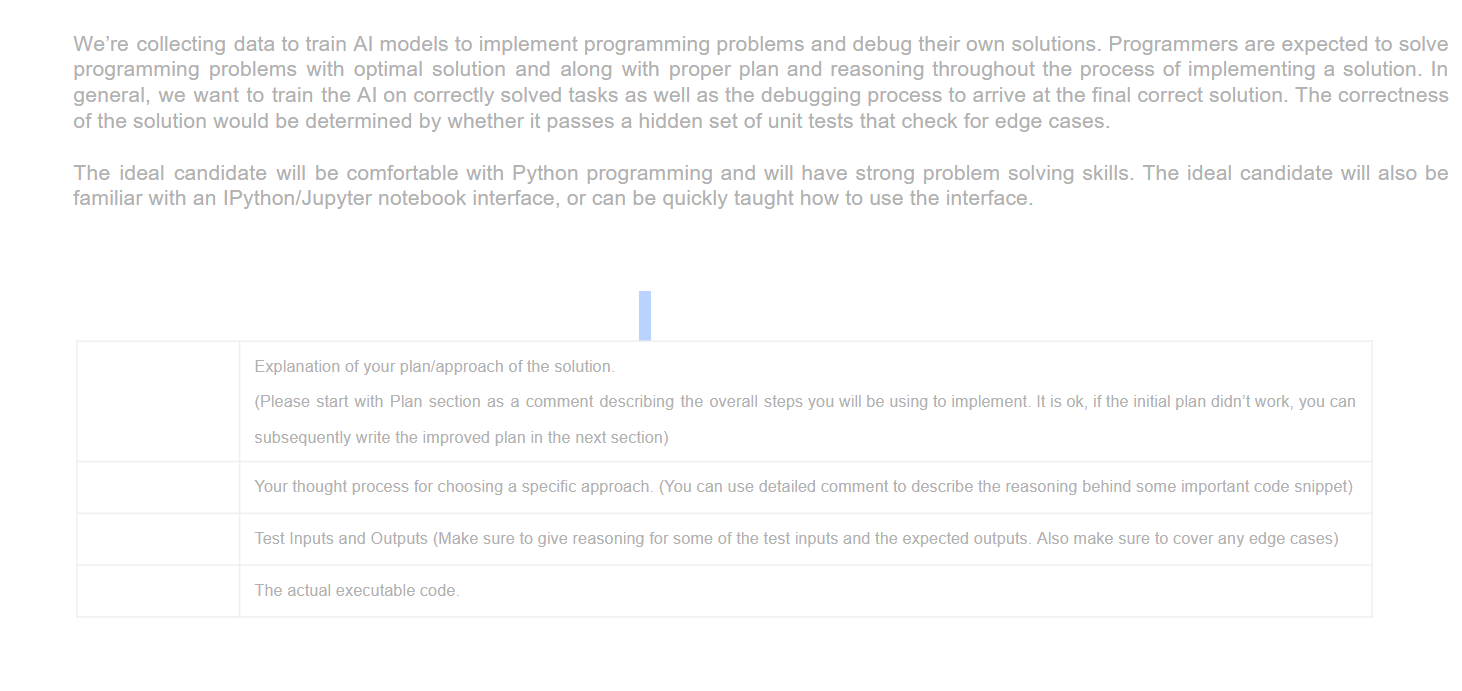 We’re collecting data to train AI models to implement programming problems and debug their own solutions. Programmers are expected to solve
programming problems with optimal solution and along with proper plan and reasoning throughout the process of implementing a solution. In
general, we want to train the AI on correctly solved tasks as well as the debugging process to arrive at the final correct solution. The correctness
of the solution would be determined by whether it passes a hidden set of unit tests that check for edge cases.
The ideal candidate will be comfortable with Python programming and will have strong problem solving skills. The ideal candidate will also be
familiar with an IPython/Jupyter notebook interface, or can be quickly taught how to use the interface.
Explanation of your plan/approach of the solution.
(Please start with Plan section as a comment describing the overall steps you will be using to implement. It is ok, if the initial plan didn’t work, you can
subsequently write the improved plan in the next section)
Your thought process for choosing a specific approach. (You can use detailed comment to describe the reasoning behind some important code snippet)
Test Inputs and Outputs (Make sure to give reasoning for some of the test inputs and the expected outputs. Also make sure to cover any edge cases)
The actual executable code.